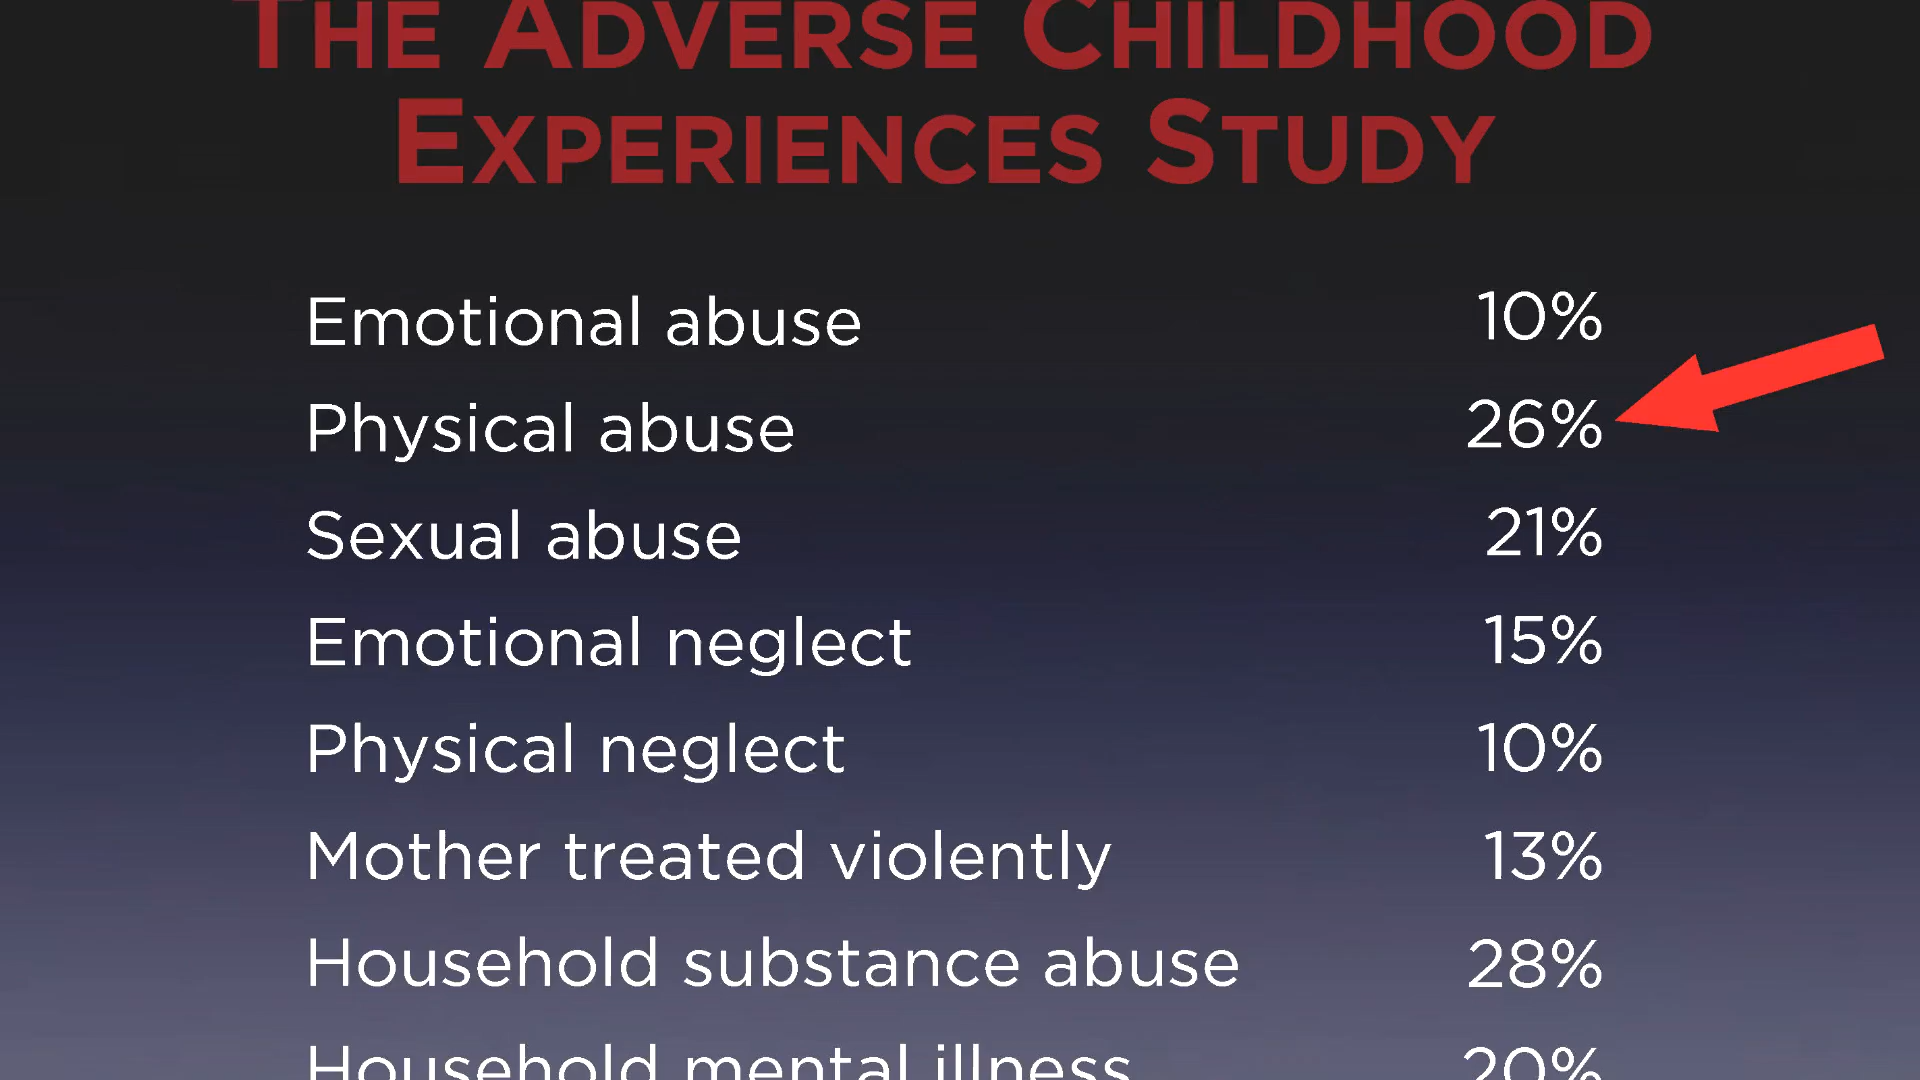 THE ADVERSE CHILDHOOD
EXPERIENCES STUDY
Emotional abuse 10%
Physical abuse 26%
Sexual abuse 21%
Emotional neglect 15%
Physical neglect 10%
Mother treated violently 13%
Household substance abuse 28%
Household mental illness 20%